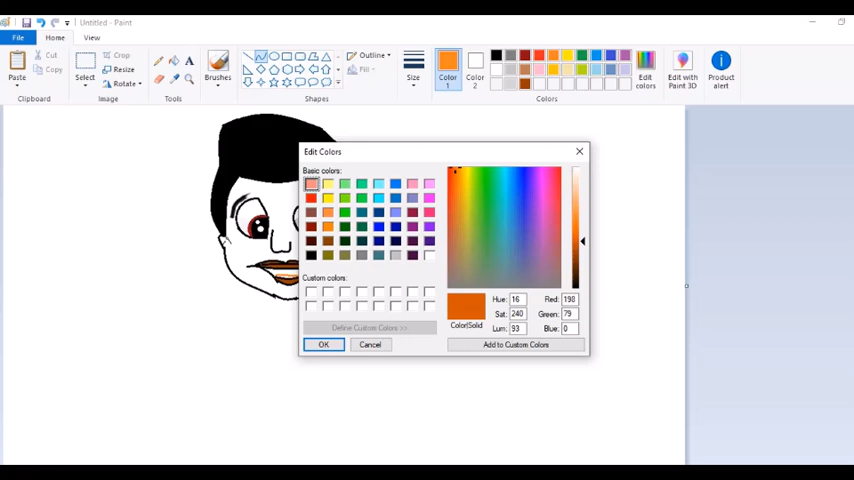 Untitled - Paint
File Home View
Paste
Cut
Copy
Clipboard
Select
Crop
Resize
Rotate
Image
Tools
Brushes
Shapes
Outline
Fill
Size
Color 1
Color 2
Edit colors
Colors
Edit with Paint 3D
Product alert
Edit Colors
Basic colors:
Custom colors:
Define Custom Colors >>
OK Cancel
Color|Solid
Hue: 16 Red: 198
Sat: 240 Green: 79
Lum: 93 Blue: 0
Add to Custom Colors